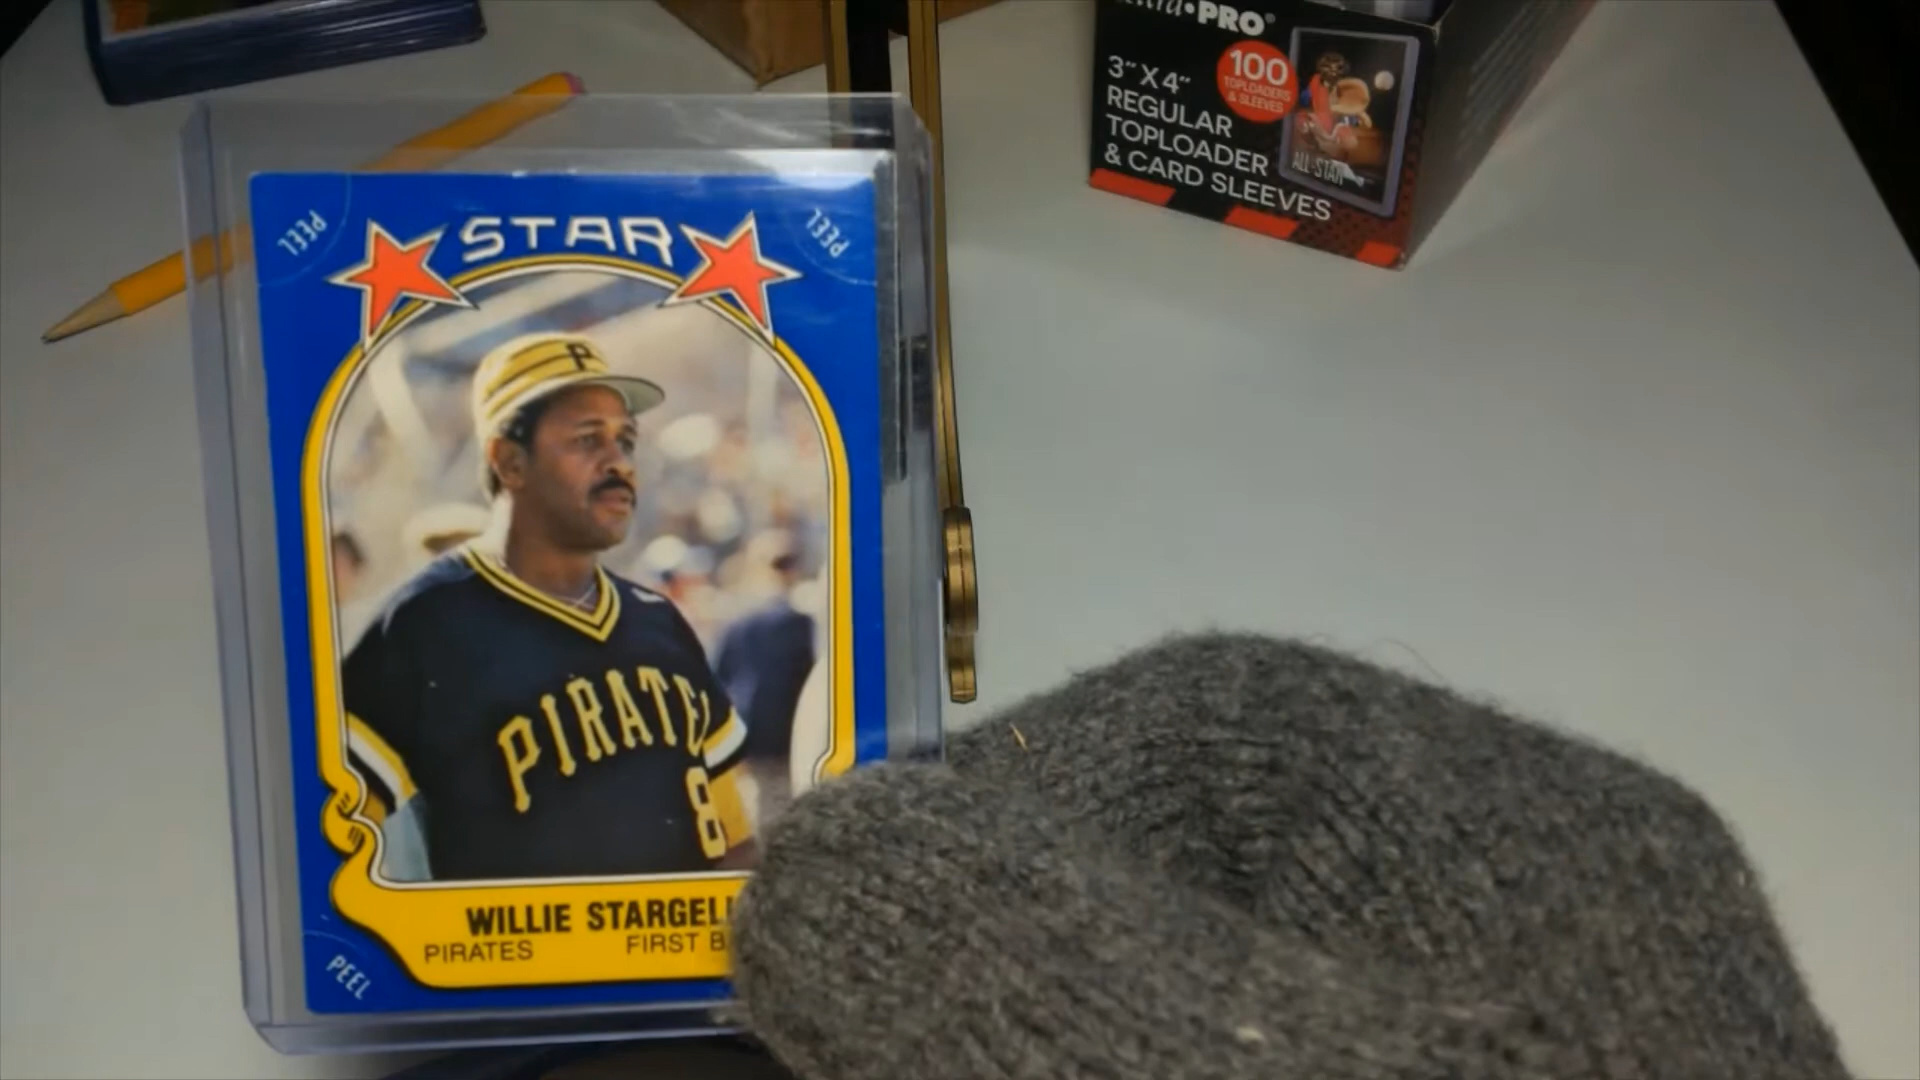 PRO
3" X 4"
REGULAR
TOPLOADER
& CARD SLEEVES
100
TOPLOADERS
& SLEEVES
ALL-STAR
PEEL
STAR
PEEL
P
PIRATE
8
WILLIE STARGELL
PIRATES FIRST B
PEEL